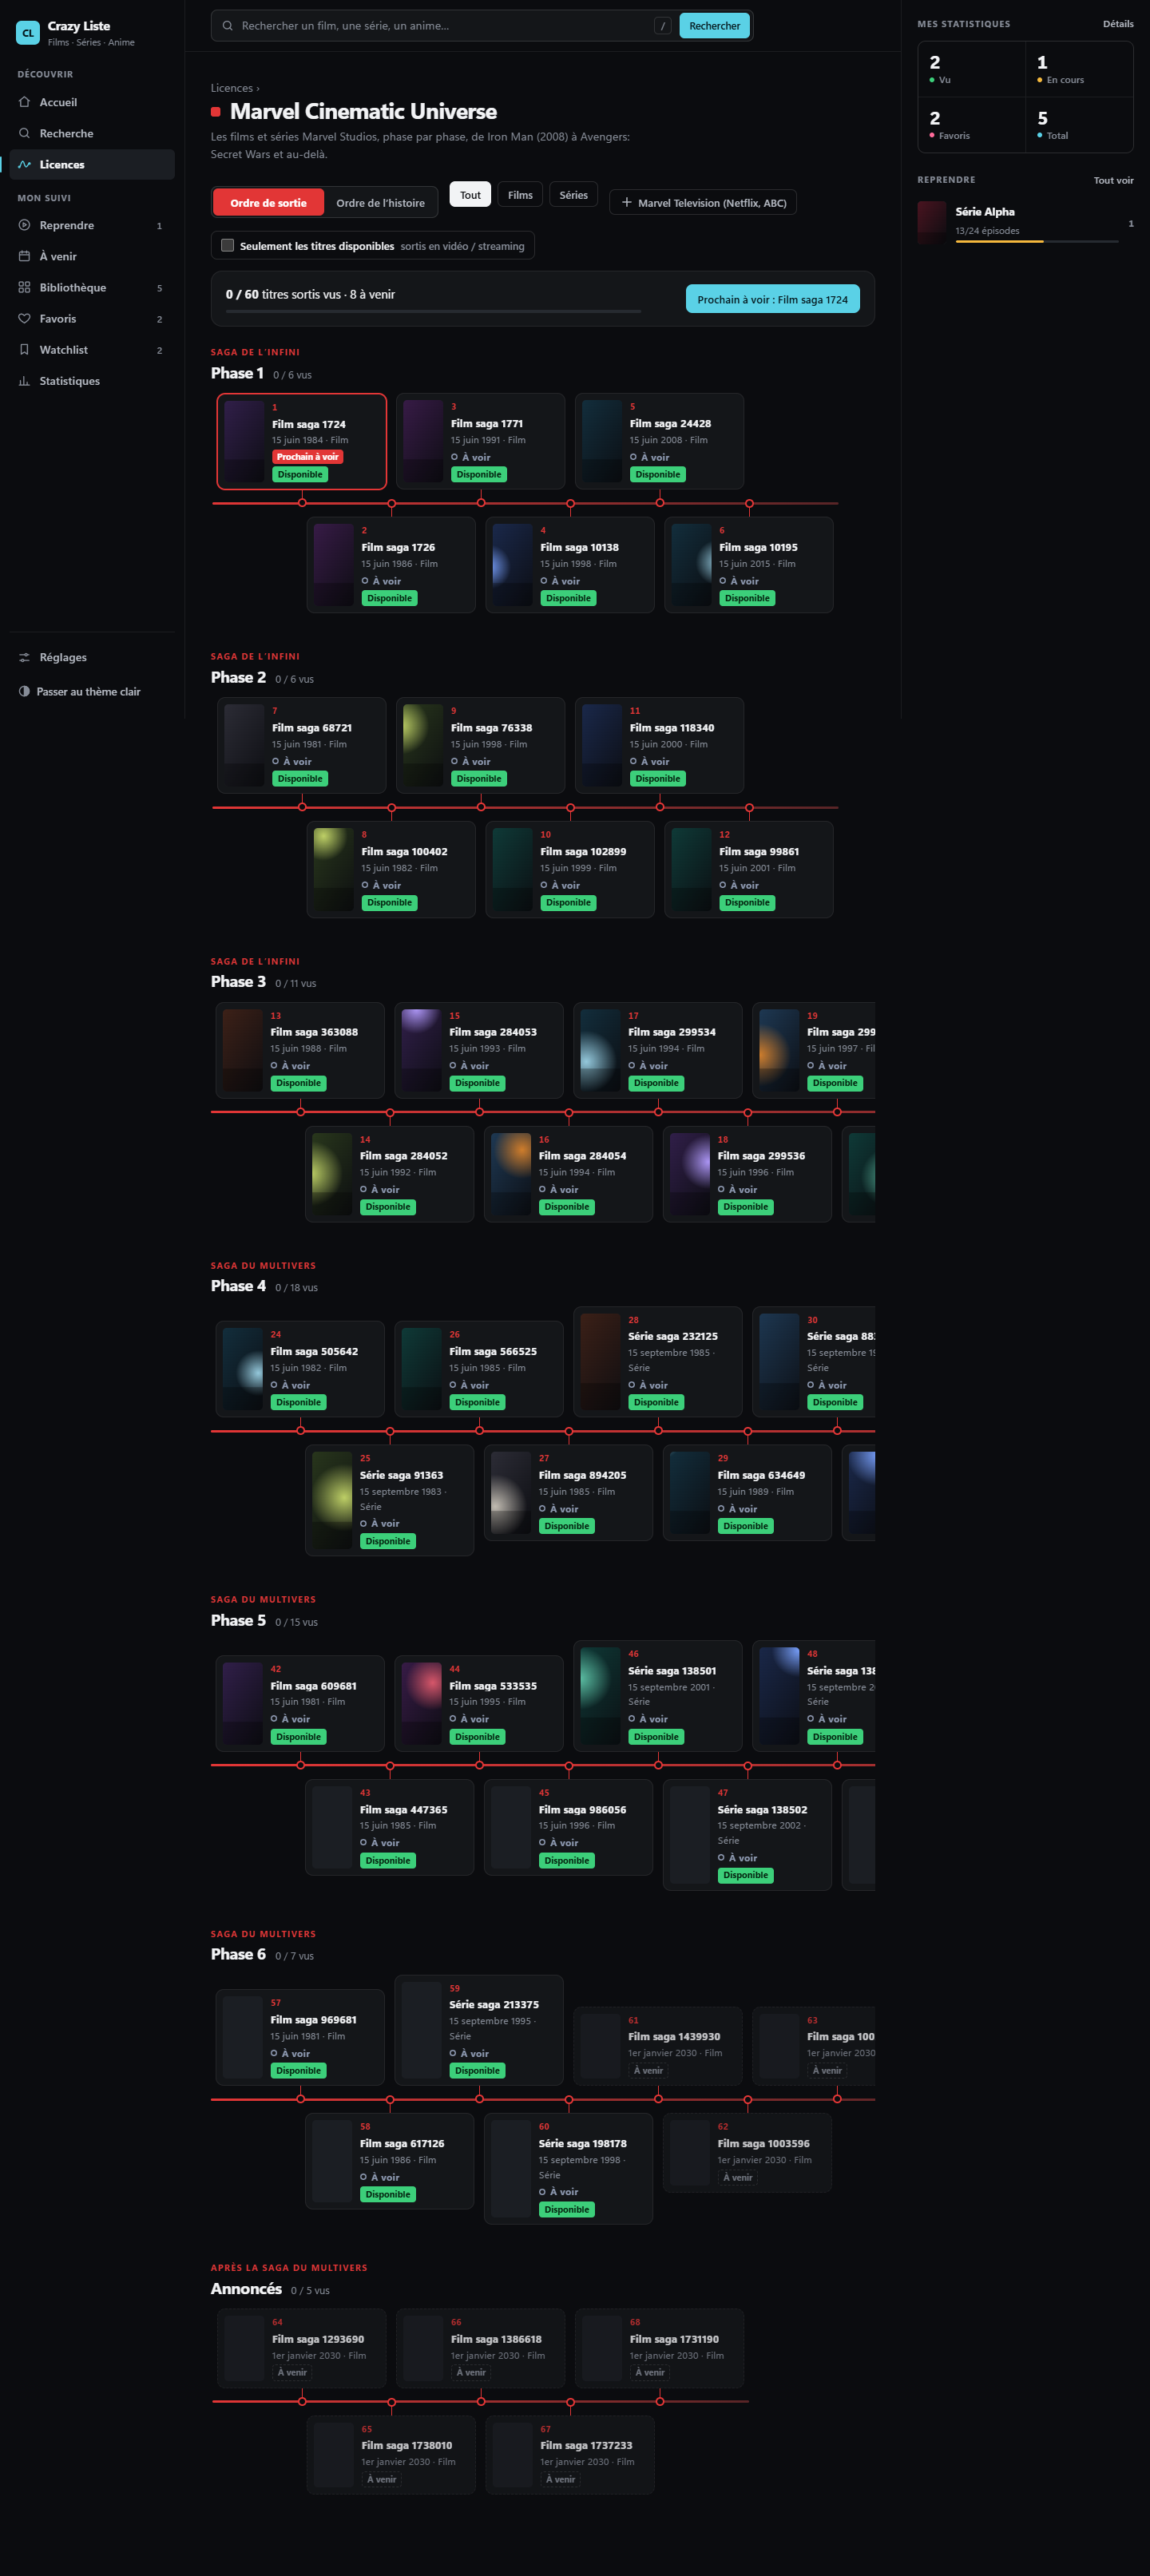 CL
Crazy Liste
Films · Séries · Anime
DÉCOUVRIR
Accueil
Recherche
Licences
MON SUIVI
Reprendre 1
À venir
Bibliothèque 5
Favoris 2
Watchlist 2
Statistiques
Réglages
Passer au thème clair
Rechercher un film, une série, un anime... / Rechercher
Licences ›
Marvel Cinematic Universe
Les films et séries Marvel Studios, phase par phase, de Iron Man (2008) à Avengers:
Secret Wars et au-delà.
Ordre de sortie Ordre de l'histoire Tout Films Séries + Marvel Television (Netflix, ABC)
Seulement les titres disponibles sortis en vidéo / streaming
0 / 60 titres sortis vus · 8 à venir
Prochain à voir : Film saga 1724
SAGA DE L'INFINI
Phase 1 0 / 6 vus
1
Film saga 1724
15 juin 1984 · Film
Prochain à voir
Disponible
3
Film saga 1771
15 juin 1991 · Film
À voir
Disponible
5
Film saga 24428
15 juin 2008 · Film
À voir
Disponible
2
Film saga 1726
15 juin 1986 · Film
À voir
Disponible
4
Film saga 10138
15 juin 1998 · Film
À voir
Disponible
6
Film saga 10195
15 juin 2015 · Film
À voir
Disponible
SAGA DE L'INFINI
Phase 2 0 / 6 vus
7
Film saga 68721
15 juin 1981 · Film
À voir
Disponible
9
Film saga 76338
15 juin 1998 · Film
À voir
Disponible
11
Film saga 118340
15 juin 2000 · Film
À voir
Disponible
8
Film saga 100402
15 juin 1982 · Film
À voir
Disponible
10
Film saga 102899
15 juin 1999 · Film
À voir
Disponible
12
Film saga 99861
15 juin 2001 · Film
À voir
Disponible
SAGA DE L'INFINI
Phase 3 0 / 11 vus
13
Film saga 363088
15 juin 1988 · Film
À voir
Disponible
15
Film saga 284053
15 juin 1993 · Film
À voir
Disponible
17
Film saga 299534
15 juin 1994 · Film
À voir
Disponible
19
Film saga 299
15 juin 1997 · Fil
À voir
Disponible
14
Film saga 284052
15 juin 1992 · Film
À voir
Disponible
16
Film saga 284054
15 juin 1994 · Film
À voir
Disponible
18
Film saga 299536
15 juin 1996 · Film
À voir
Disponible
SAGA DU MULTIVERS
Phase 4 0 / 18 vus
24
Film saga 505642
15 juin 1982 · Film
À voir
Disponible
26
Film saga 566525
15 juin 1985 · Film
À voir
Disponible
28
Série saga 232125
15 septembre 1985 ·
Série
À voir
Disponible
30
Série saga 88
15 septembre 19
Série
À voir
Disponible
25
Série saga 91363
15 septembre 1983 ·
Série
À voir
Disponible
27
Film saga 894205
15 juin 1985 · Film
À voir
Disponible
29
Film saga 634649
15 juin 1989 · Film
À voir
Disponible
SAGA DU MULTIVERS
Phase 5 0 / 15 vus
42
Film saga 609681
15 juin 1981 · Film
À voir
Disponible
44
Film saga 533535
15 juin 1995 · Film
À voir
Disponible
46
Série saga 138501
15 septembre 2001 ·
Série
À voir
Disponible
48
Série saga 138
15 septembre 2
Série
À voir
Disponible
43
Film saga 447365
15 juin 1985 · Film
À voir
Disponible
45
Film saga 986056
15 juin 1996 · Film
À voir
Disponible
47
Série saga 138502
15 septembre 2002 ·
Série
À voir
Disponible
SAGA DU MULTIVERS
Phase 6 0 / 7 vus
57
Film saga 969681
15 juin 1981 · Film
À voir
Disponible
59
Série saga 213375
15 septembre 1995 ·
Série
À voir
Disponible
61
Film saga 1439930
1er janvier 2030 · Film
À venir
63
Film saga 100
1er janvier 2030
À venir
58
Film saga 617126
15 juin 1986 · Film
À voir
Disponible
60
Série saga 198178
15 septembre 1998 ·
Série
À voir
Disponible
62
Film saga 1003596
1er janvier 2030 · Film
À venir
APRÈS LA SAGA DU MULTIVERS
Annoncés 0 / 5 vus
64
Film saga 1293690
1er janvier 2030 · Film
À venir
66
Film saga 1386618
1er janvier 2030 · Film
À venir
68
Film saga 1731190
1er janvier 2030 · Film
À venir
65
Film saga 1738010
1er janvier 2030 · Film
À venir
67
Film saga 1737233
1er janvier 2030 · Film
À venir
MES STATISTIQUES Détails
2
Vu
1
En cours
2
Favoris
5
Total
REPRENDRE Tout voir
Série Alpha
13/24 épisodes
1